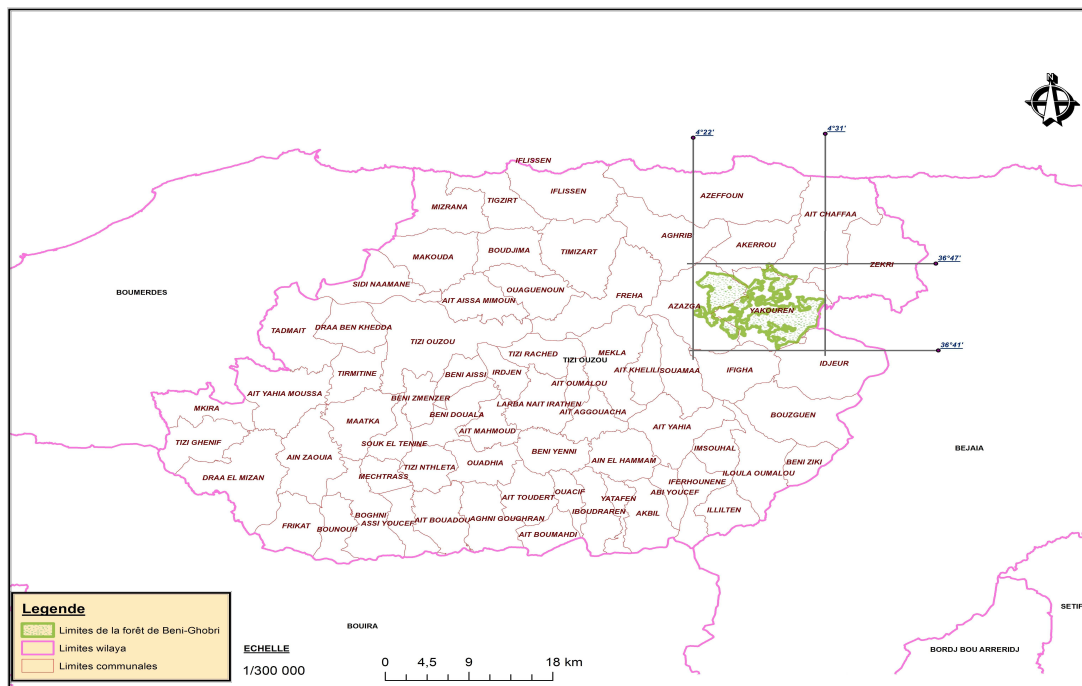 N
4°22'
4°31'
IFLISSEN
IFLISSEN
TIGZIRT
MIZRANA
AZEFFOUN
AIT CHAFFAA
AGHRIB
AKERROU
BOUDJIMA
TIMIZART
MAKOUDA
36°47'
ZEKRI
SIDI NAAMANE
OUAGUENOUN
BOUMERDES
FREHA
AIT AISSA MIMOUN
AZAZGA
YAKOUREN
TADMAIT
DRAA BEN KHEDDA
TIZI OUZOU
36°41'
TIZI RACHED
MEKLA
TIZI OUZOU
IDJEUR
TIRMITINE
BENI AISSI
IRDJEN
AIT KHELILI
SOUAMAA
IFIGHA
AIT OUMALOU
AIT YAHIA MOUSSA
BENI ZMENZER
LARBA NAIT IRATHEN
MKIRA
BENI DOUALA
AIT AGGOUACHA
BOUZGUEN
MAATKA
AIT MAHMOUD
AIT YAHIA
TIZI GHENIF
SOUK EL TENINE
BENI YENNI
IMSOUHAL
BEJAIA
AIN ZAOUIA
OUADHIA
AIN EL HAMMAM
BENI ZIKI
TIZI NTHLETA
ILOULA OUMALOU
DRAA EL MIZAN
MECHTRASS
IFERHOUNENE
OUACIF
ABI YOUCEF
AIT TOUDERT
YATAFEN
ILLILTEN
IBOUDRAREN
AKBIL
BOGHNI
FRIKAT
BOUNOUH
ASSI YOUCEF
AIT BOUADOU
AGHNI GOUGHRAN
AIT BOUMAHDI
SETIF
BOUIRA
BORDJ BOU ARRERIDJ
Legende
Limites de la forêt de Beni-Ghobri
Limites wilaya
Limites communales
ECHELLE
1/300 000
0 4,5 9 18 km